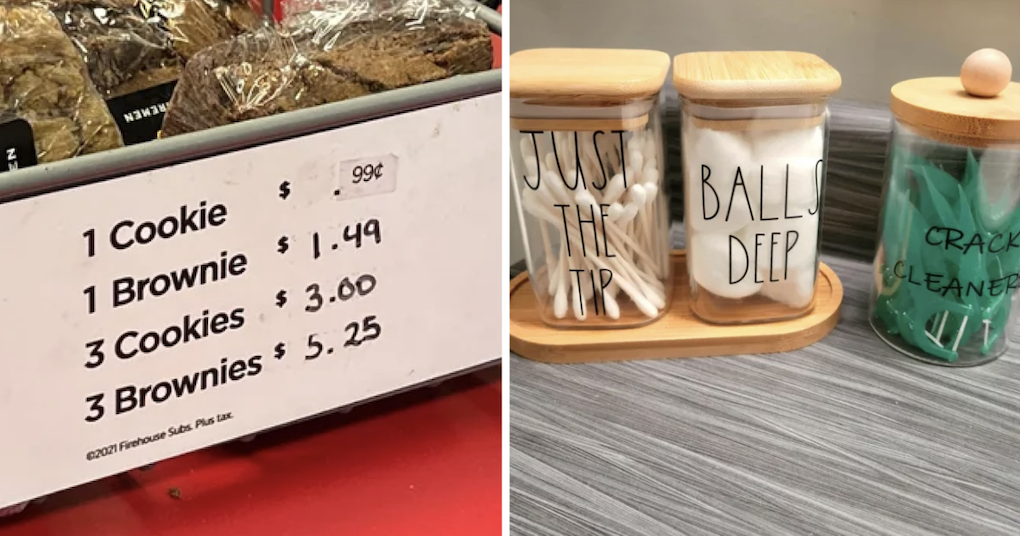 1 Cookie $ . 99¢
1 Brownie $ 1.49
3 Cookies $ 3.00
3 Brownies $ 5.25
©2021 Firehouse Subs. Plus tax.
JUST
THE
TIP
BALLS
DEEP
CRACK
CLEANER